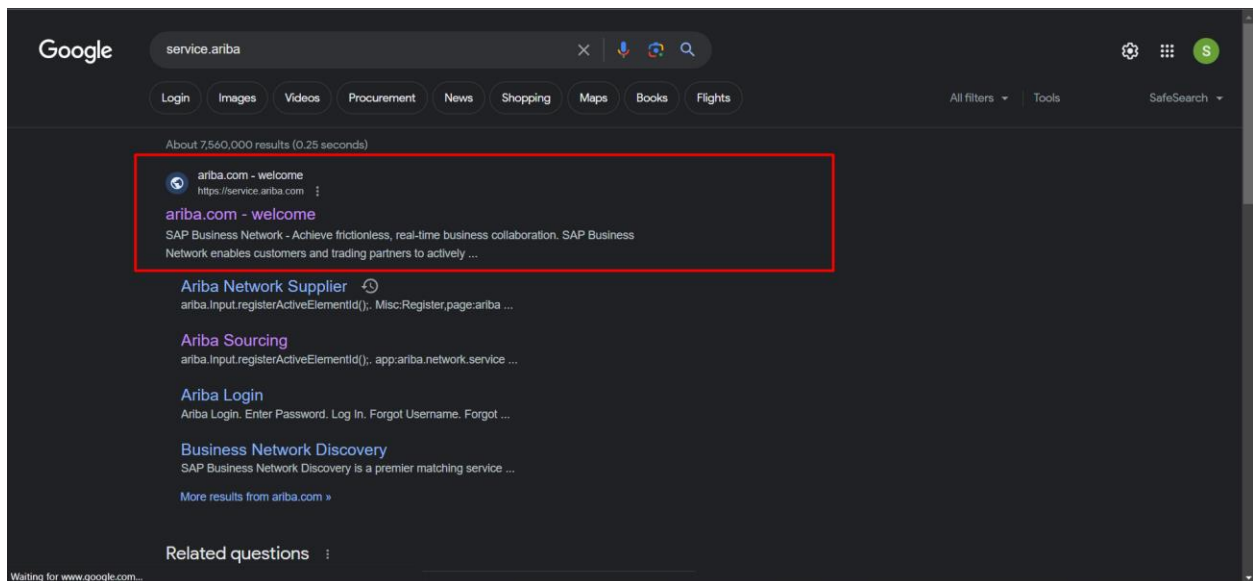 Google
service.ariba
S
Login Images Videos Procurement News Shopping Maps Books Flights All filters Tools SafeSearch
About 7,560,000 results (0.25 seconds)
ariba.com - welcome
https://service.ariba.com
ariba.com - welcome
SAP Business Network - Achieve frictionless, real-time business collaboration. SAP Business
Network enables customers and trading partners to actively ...
Ariba Network Supplier
ariba.Input.registerActiveElementId();. Misc:Register,page:ariba ...
Ariba Sourcing
ariba.Input.registerActiveElementId();. app:ariba.network.service ...
Ariba Login
Ariba Login. Enter Password. Log In. Forgot Username. Forgot ...
Business Network Discovery
SAP Business Network Discovery is a premier matching service ...
More results from ariba.com »
Related questions
Waiting for www.google.com...